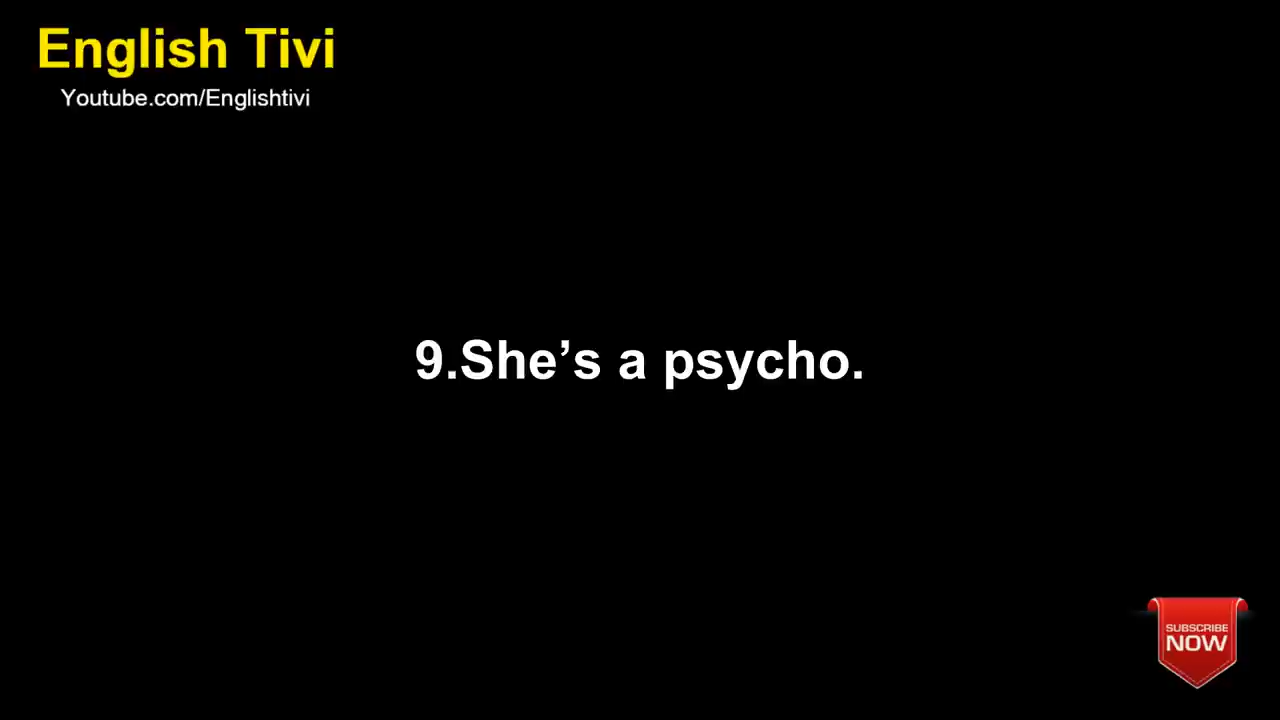 English Tivi
Youtube.com/Englishtivi
9.She’s a psycho.
SUBSCRIBE
NOW